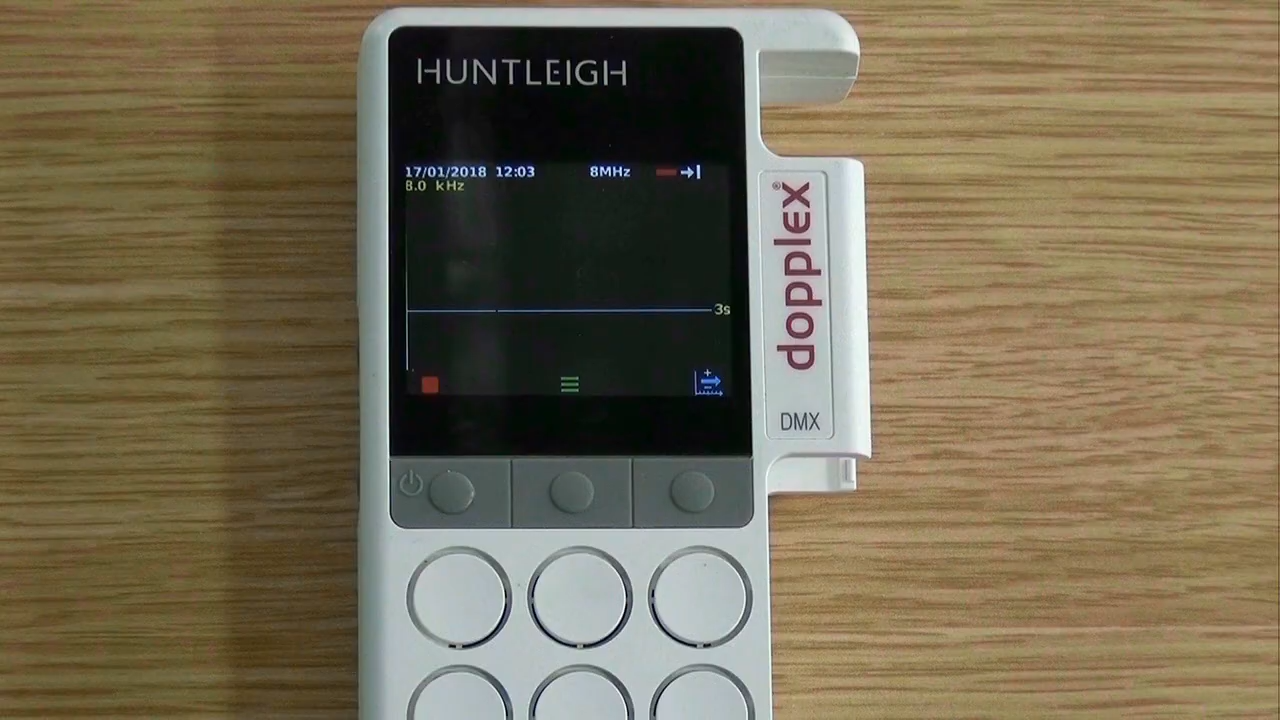 HUNTLEIGH
17/01/2018 12:03 8MHz
8.0 kHz
3s
dopplex®
DMX